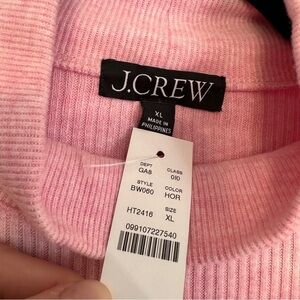 J.CREW
XL
MADE IN
PHILIPPINES
DEPT CLASS
GA8 010
STYLE COLOR
BW060 HOR
SIZE
HT2416 XL
099107227540